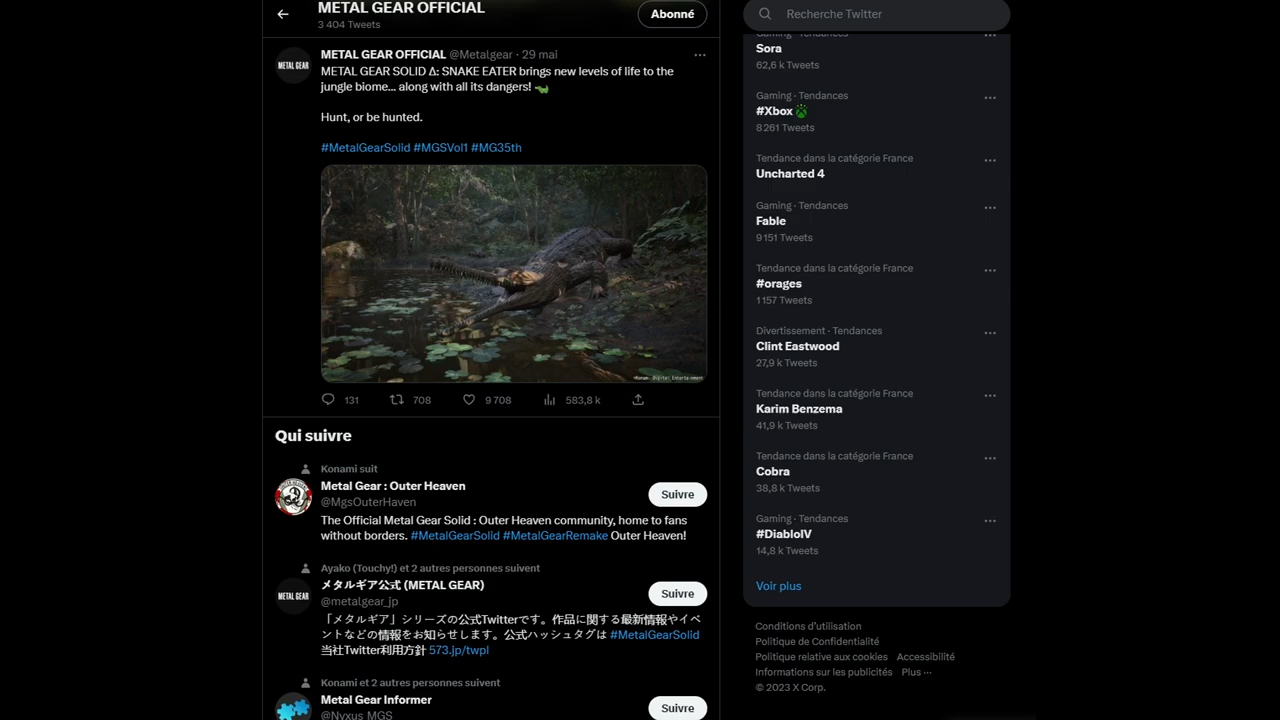 METAL GEAR OFFICIAL
3 404 Tweets
Abonné
METAL GEAR
METAL GEAR OFFICIAL @Metalgear · 29 mai
METAL GEAR SOLID Δ: SNAKE EATER brings new levels of life to the
jungle biome... along with all its dangers! 🐊
Hunt, or be hunted.
#MetalGearSolid #MGSVol1 #MG35th
©Konami Digital Entertainment
131 708 9 708 583,8 k
Qui suivre
Konami suit
Metal Gear : Outer Heaven
@MgsOuterHaven
Suivre
The Official Metal Gear Solid : Outer Heaven community, home to fans
without borders. #MetalGearSolid #MetalGearRemake Outer Heaven!
Ayako (Touchy!) et 2 autres personnes suivent
METAL GEAR
メタルギア公式 (METAL GEAR)
@metalgear_jp
Suivre
「メタルギア」シリーズの公式Twitterです。作品に関する最新情報やイベ
ントなどの情報をお知らせします。公式ハッシュタグは #MetalGearSolid
当社Twitter利用方針 573.jp/twpl
Konami et 2 autres personnes suivent
Metal Gear Informer
@Nyxus_MGS
Suivre
Recherche Twitter
Gaming · Tendances
Sora
62,6 k Tweets
Gaming · Tendances
#Xbox
8 261 Tweets
Tendance dans la catégorie France
Uncharted 4
Gaming · Tendances
Fable
9 151 Tweets
Tendance dans la catégorie France
#orages
1 157 Tweets
Divertissement · Tendances
Clint Eastwood
27,9 k Tweets
Tendance dans la catégorie France
Karim Benzema
41,9 k Tweets
Tendance dans la catégorie France
Cobra
38,8 k Tweets
Gaming · Tendances
#DiabloIV
14,8 k Tweets
Voir plus
Conditions d'utilisation
Politique de Confidentialité
Politique relative aux cookies Accessibilité
Informations sur les publicités Plus ···
© 2023 X Corp.